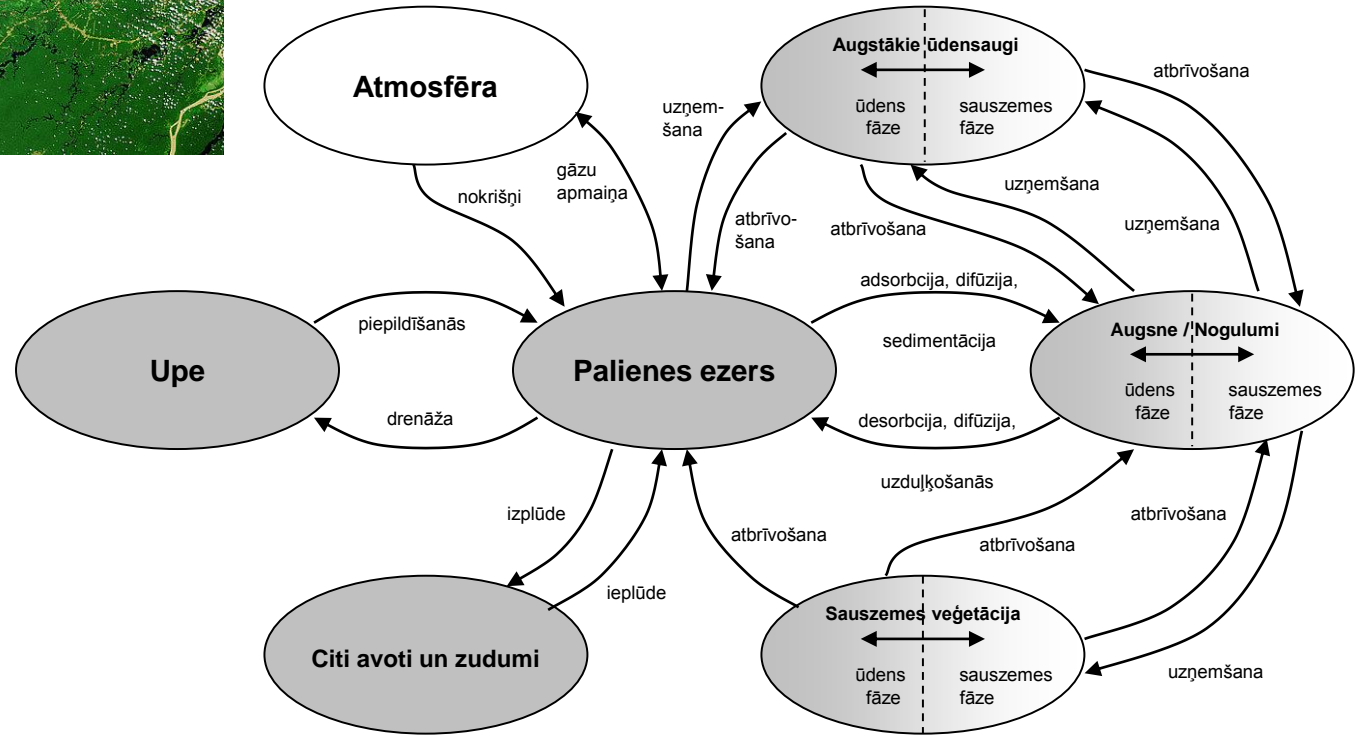 Atmosfēra
nokrišņi
gāzu
apmaiņa
uzņem-
šana
atbrīvo-
šana
Augstākie ūdensaugi
ūdens
fāze
sauszemes
fāze
atbrīvošana
uzņemšana
uzņemšana
atbrīvošana
Upe
piepildīšanās
drenāža
Palienes ezers
adsorbcija, difūzija,
sedimentācija
desorbcija, difūzija,
uzduļķošanās
Augsne / Nogulumi
ūdens
fāze
sauszemes
fāze
izplūde
ieplūde
Citi avoti un zudumi
atbrīvošana
atbrīvošana
atbrīvošana
uzņemšana
Sauszemes veģetācija
ūdens
fāze
sauszemes
fāze